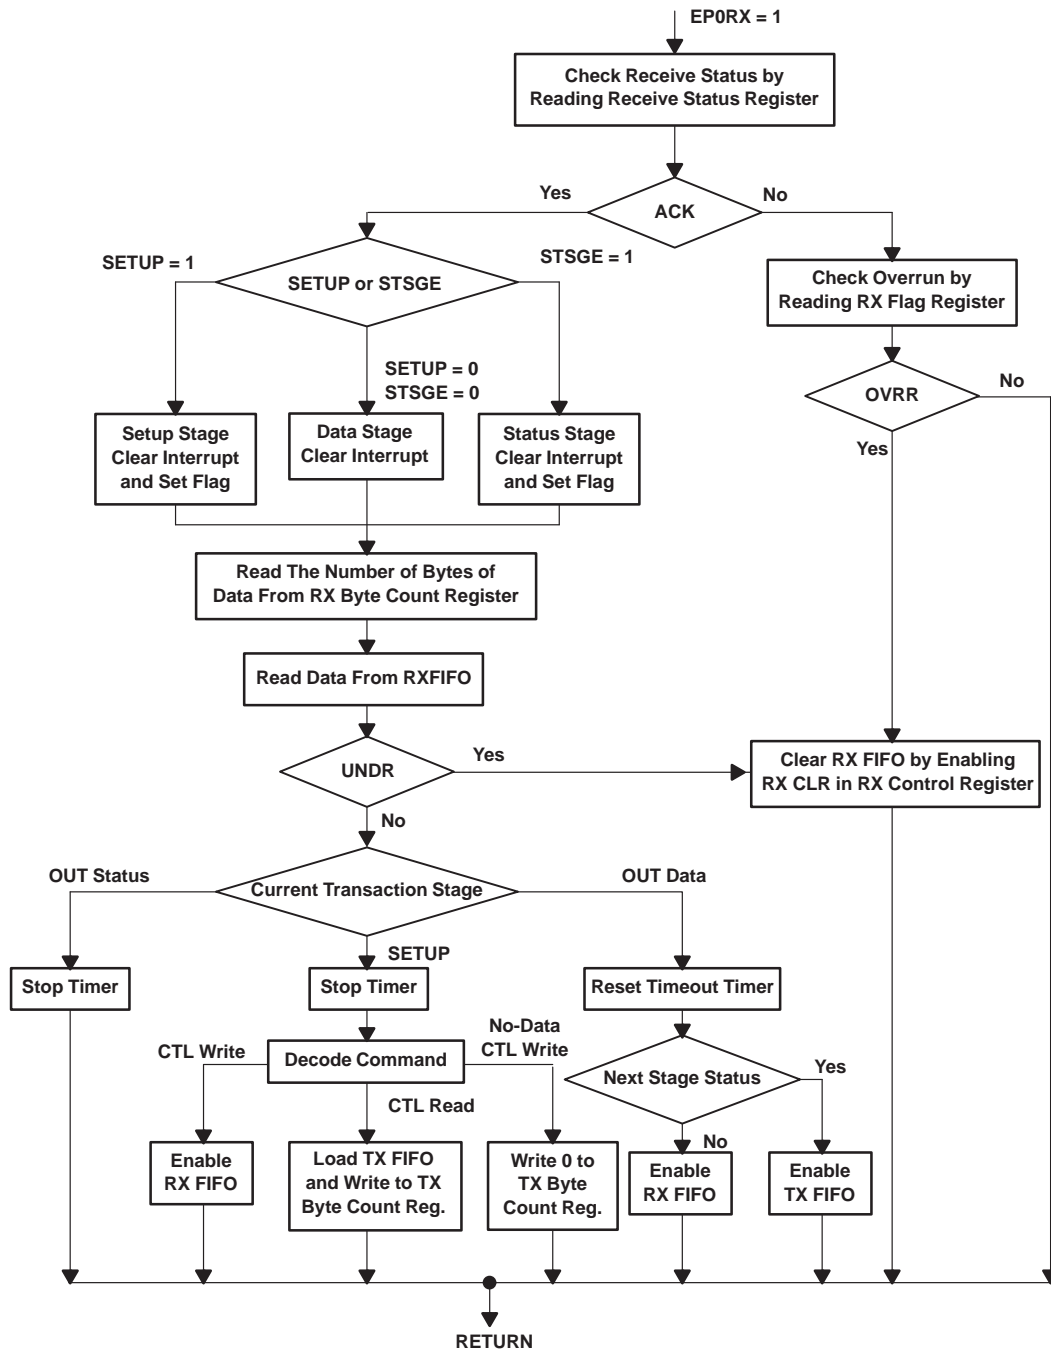 EP0RX = 1
Check Receive Status by
Reading Receive Status Register
Yes
No
ACK
SETUP = 1
STSGE = 1
SETUP or STSGE
Check Overrun by
Reading RX Flag Register
SETUP = 0
STSGE = 0
No
OVRR
Yes
Setup Stage
Clear Interrupt
and Set Flag
Data Stage
Clear Interrupt
Status Stage
Clear Interrupt
and Set Flag
Read The Number of Bytes of
Data From RX Byte Count Register
Read Data From RXFIFO
UNDR
Yes
Clear RX FIFO by Enabling
RX CLR in RX Control Register
No
OUT Status
Current Transaction Stage
OUT Data
SETUP
Stop Timer
Stop Timer
Reset Timeout Timer
CTL Write
Decode Command
No-Data
CTL Write
Next Stage Status
Yes
CTL Read
No
Enable
RX FIFO
Load TX FIFO
and Write to TX
Byte Count Reg.
Write 0 to
TX Byte
Count Reg.
Enable
RX FIFO
Enable
TX FIFO
RETURN